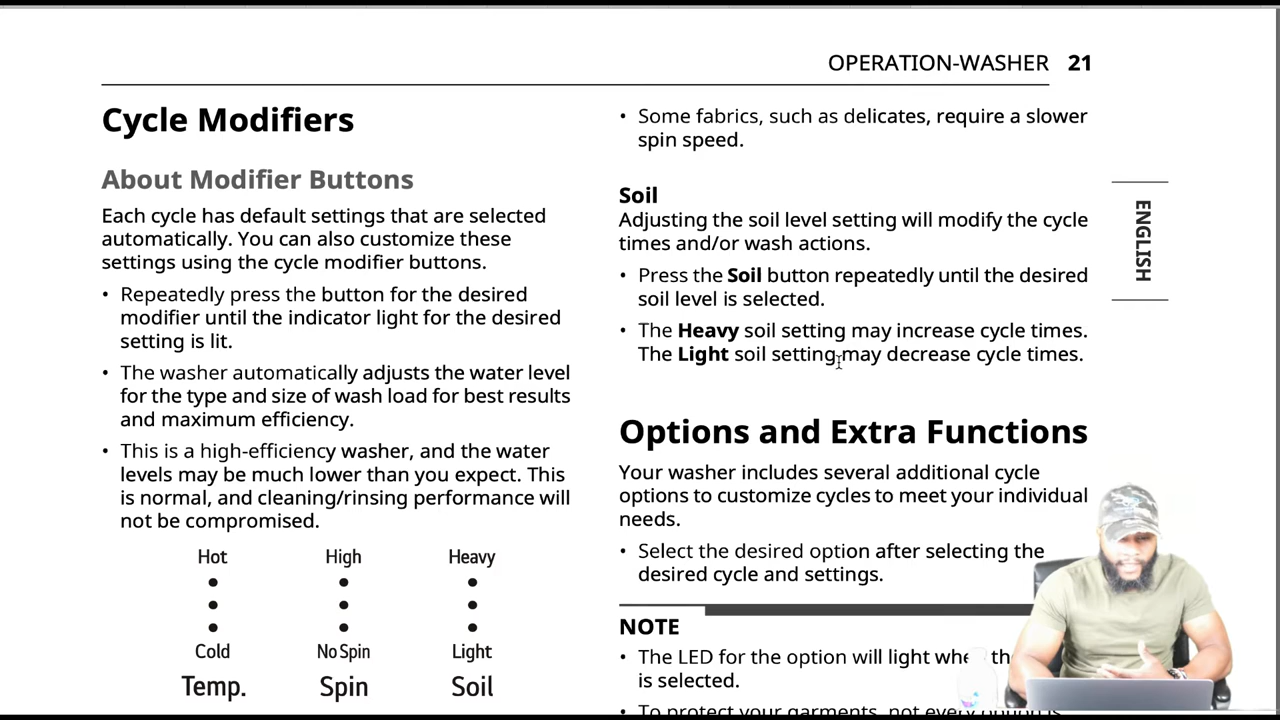 OPERATION-WASHER 21
Cycle Modifiers
About Modifier Buttons
Each cycle has default settings that are selected
automatically. You can also customize these
settings using the cycle modifier buttons.
• Repeatedly press the button for the desired
modifier until the indicator light for the desired
setting is lit.
• The washer automatically adjusts the water level
for the type and size of wash load for best results
and maximum efficiency.
• This is a high-efficiency washer, and the water
levels may be much lower than you expect. This
is normal, and cleaning/rinsing performance will
not be compromised.
Hot High Heavy
Cold No Spin Light
Temp. Spin Soil
• Some fabrics, such as delicates, require a slower
spin speed.
Soil
Adjusting the soil level setting will modify the cycle
times and/or wash actions.
• Press the Soil button repeatedly until the desired
soil level is selected.
• The Heavy soil setting may increase cycle times.
The Light soil setting may decrease cycle times.
Options and Extra Functions
Your washer includes several additional cycle
options to customize cycles to meet your individual
needs.
• Select the desired option after selecting the
desired cycle and settings.
NOTE
• The LED for the option will light
is selected.
• To protect your garments, not every option is
ENGLISH